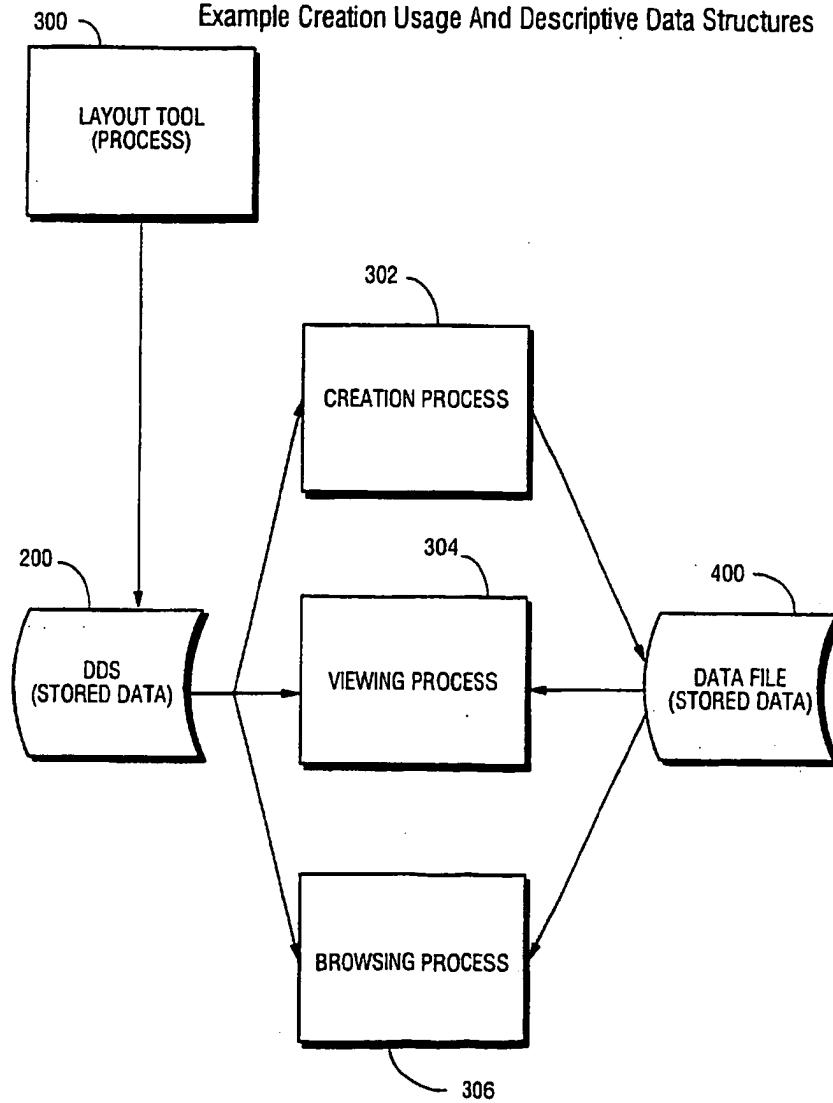 Example Creation Usage And Descriptive Data Structures
300
LAYOUT TOOL
(PROCESS)
302
CREATION PROCESS
200
DDS
(STORED DATA)
304
VIEWING PROCESS
400
DATA FILE
(STORED DATA)
BROWSING PROCESS
306